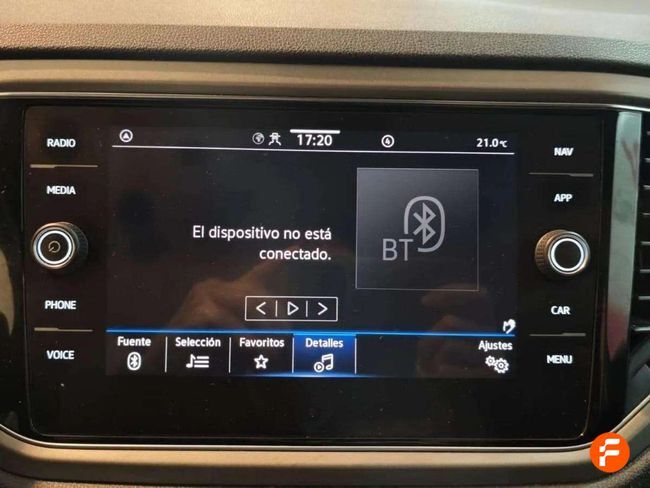 RADIO
MEDIA
PHONE
VOICE
17:20
4
21.0 °C
El dispositivo no está
conectado.
BT
Fuente
Selección
Favoritos
Detalles
Ajustes
NAV
APP
CAR
MENU